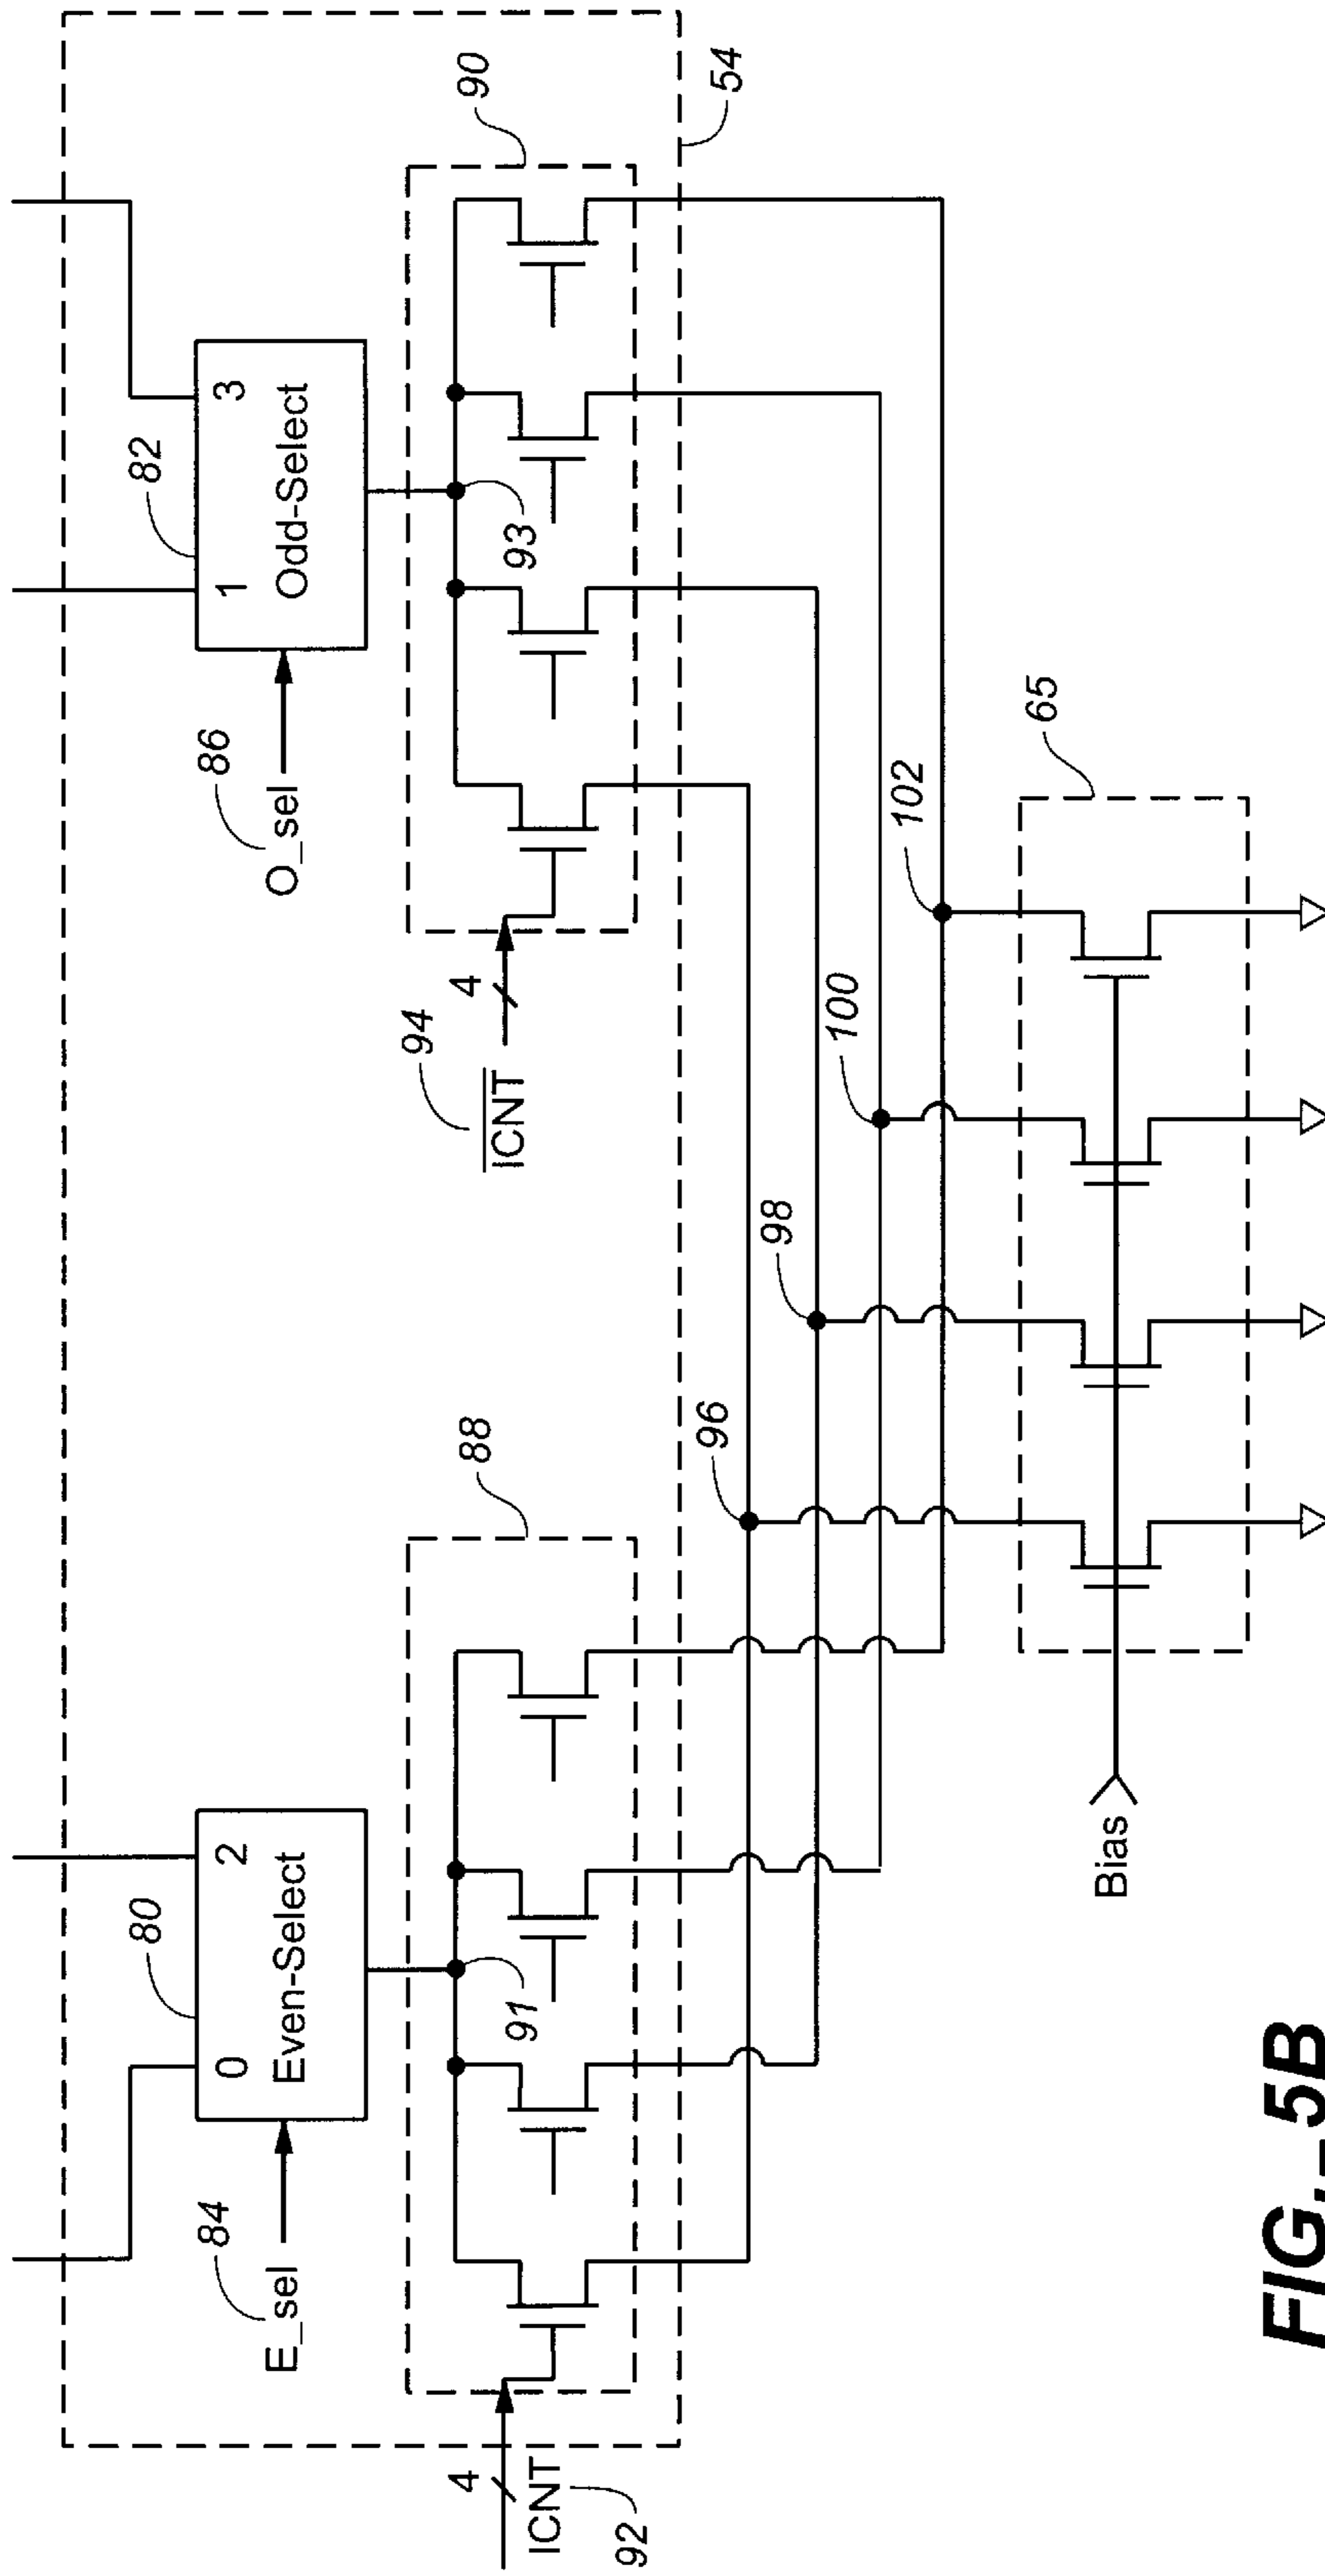 80
82
0 2
Even-Select
1 3
Odd-Select
84
E_sel
86
O_sel
88
90
54
91
93
4
ICNT
92
94
4
I̅C̅N̅T̅
96
98
100
102
65
Bias
FIG._5B